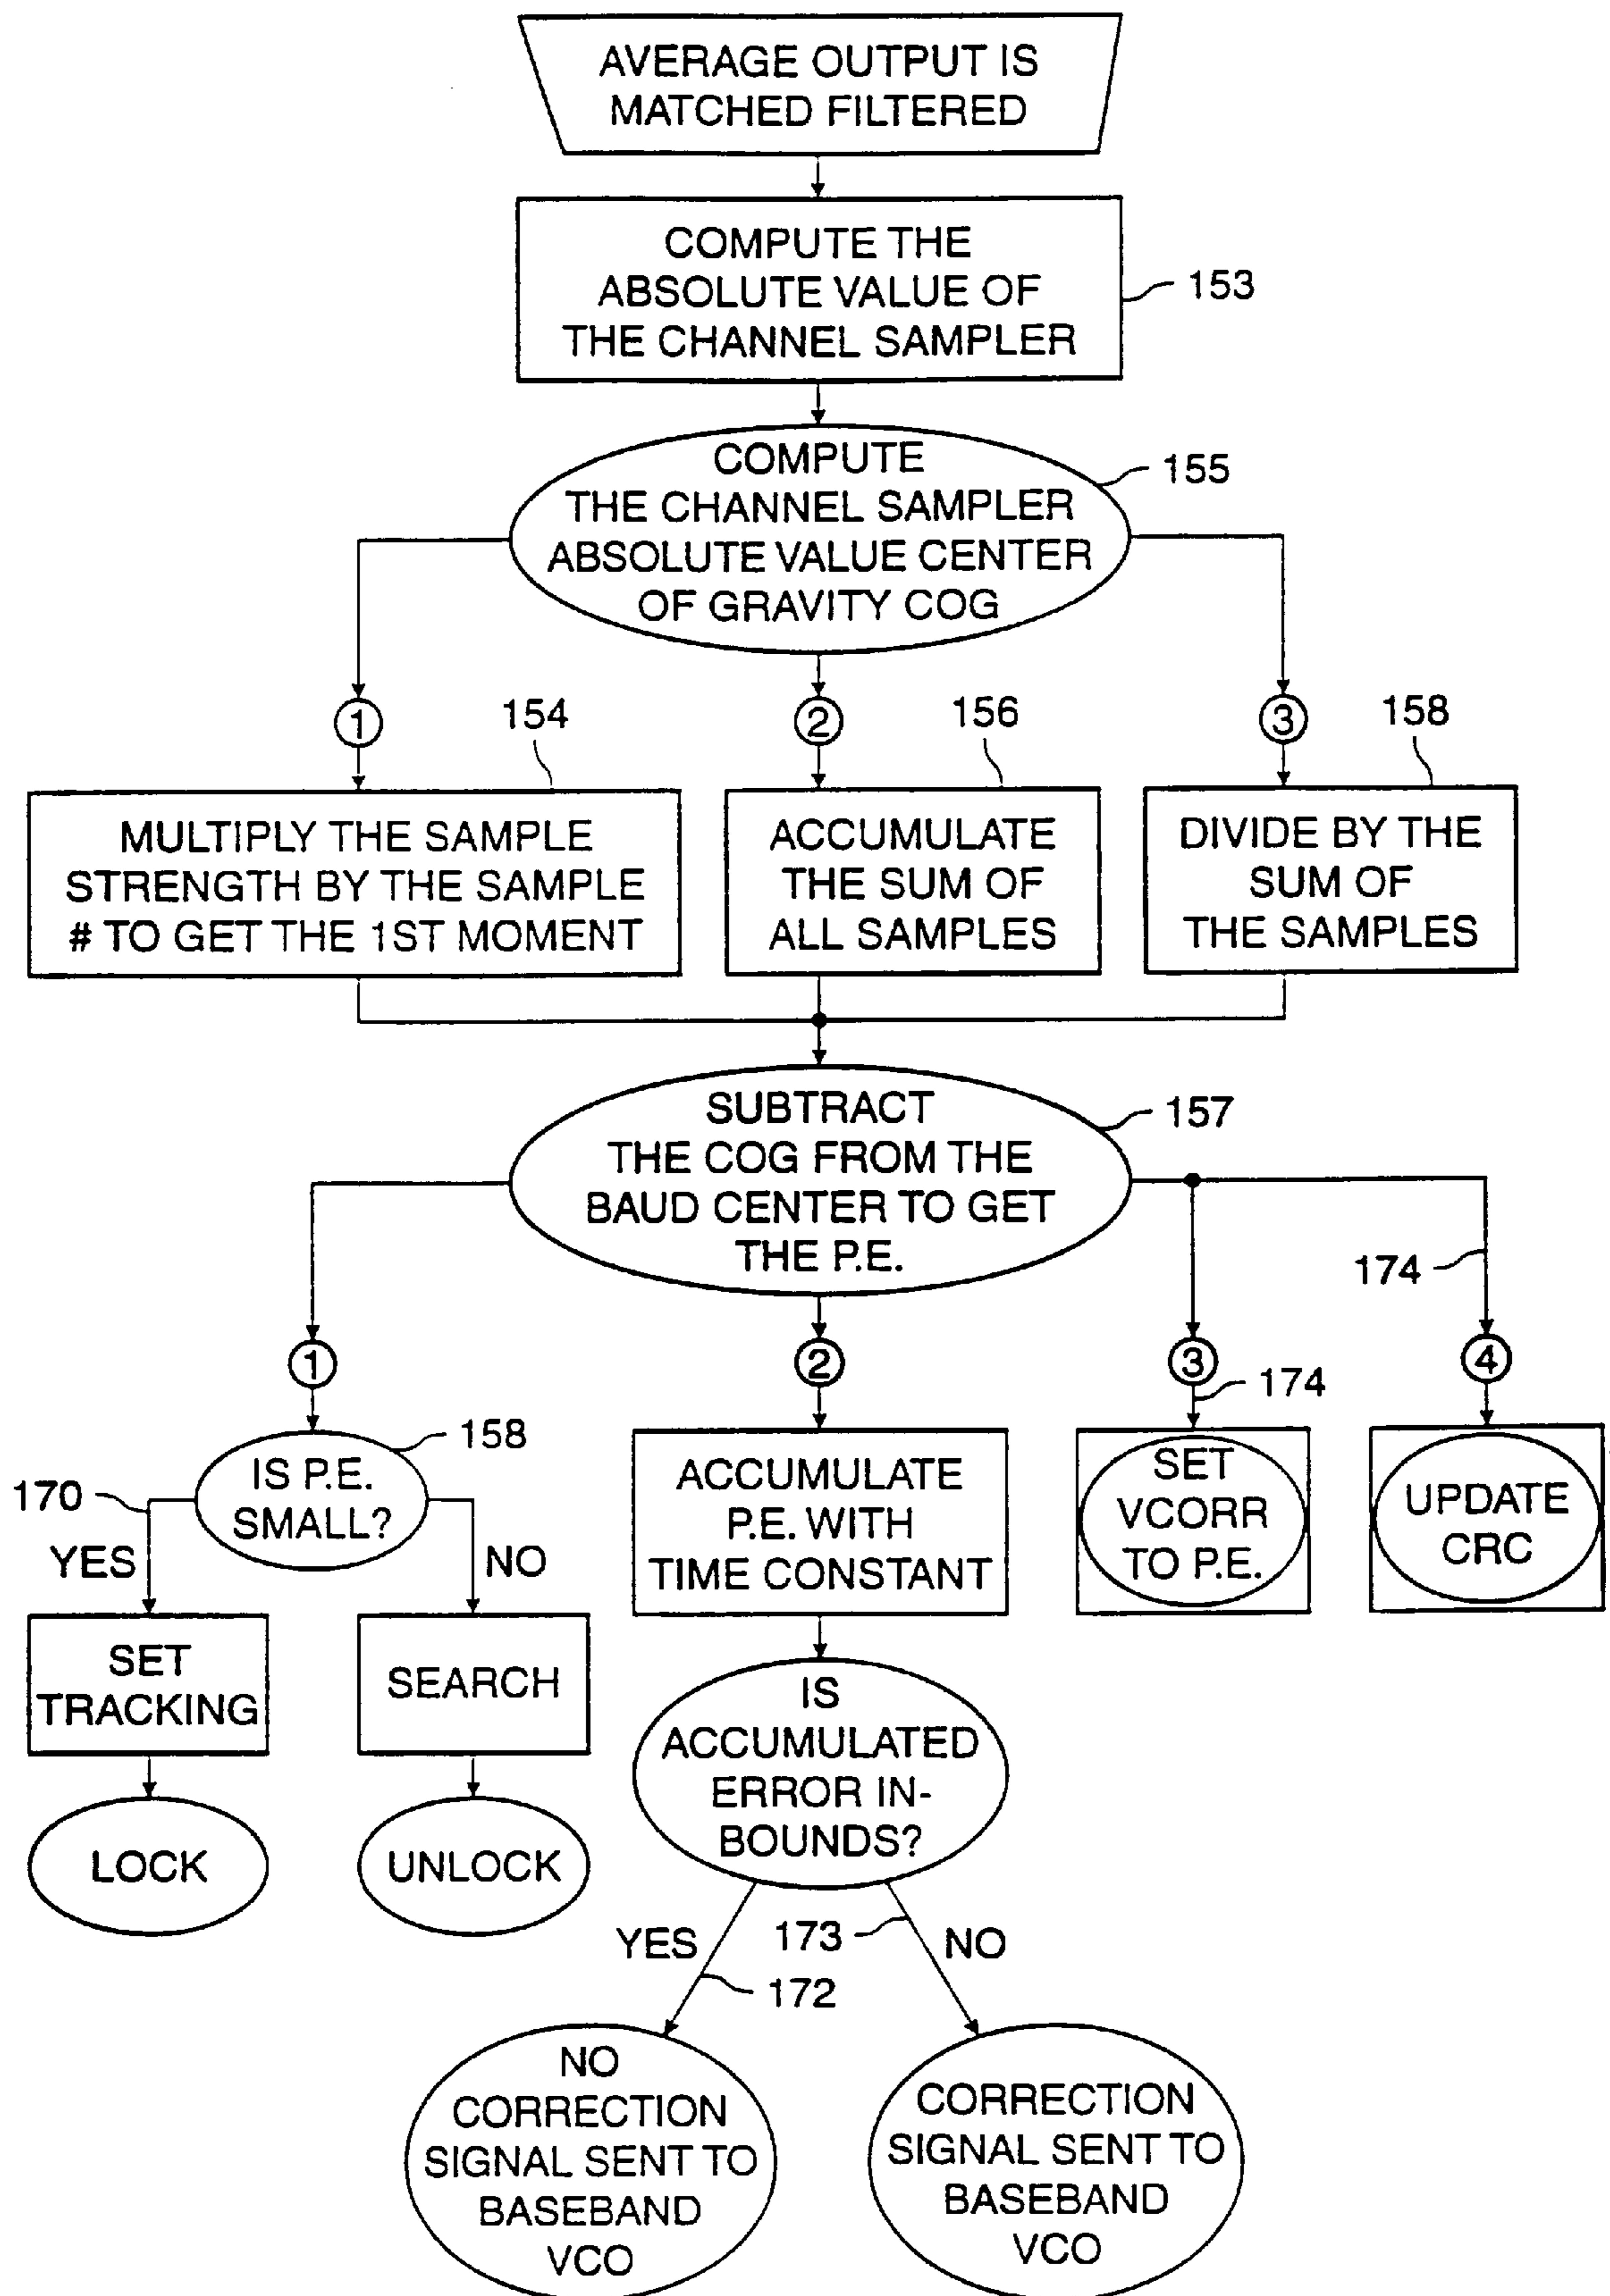 AVERAGE OUTPUT IS
MATCHED FILTERED
COMPUTE THE
ABSOLUTE VALUE OF
THE CHANNEL SAMPLER
153
COMPUTE
THE CHANNEL SAMPLER
ABSOLUTE VALUE CENTER
OF GRAVITY COG
155
1
154
2
156
3
158
MULTIPLY THE SAMPLE
STRENGTH BY THE SAMPLE
# TO GET THE 1ST MOMENT
ACCUMULATE
THE SUM OF
ALL SAMPLES
DIVIDE BY THE
SUM OF
THE SAMPLES
SUBTRACT
THE COG FROM THE
BAUD CENTER TO GET
THE P.E.
157
174
1
2
3
4
174
158
IS P.E.
SMALL?
170
YES
NO
ACCUMULATE
P.E. WITH
TIME CONSTANT
SET
VCORR
TO P.E.
UPDATE
CRC
SET
TRACKING
SEARCH
LOCK
UNLOCK
IS
ACCUMULATED
ERROR IN-
BOUNDS?
YES
173
NO
172
NO
CORRECTION
SIGNAL SENT TO
BASEBAND
VCO
CORRECTION
SIGNAL SENT TO
BASEBAND
VCO